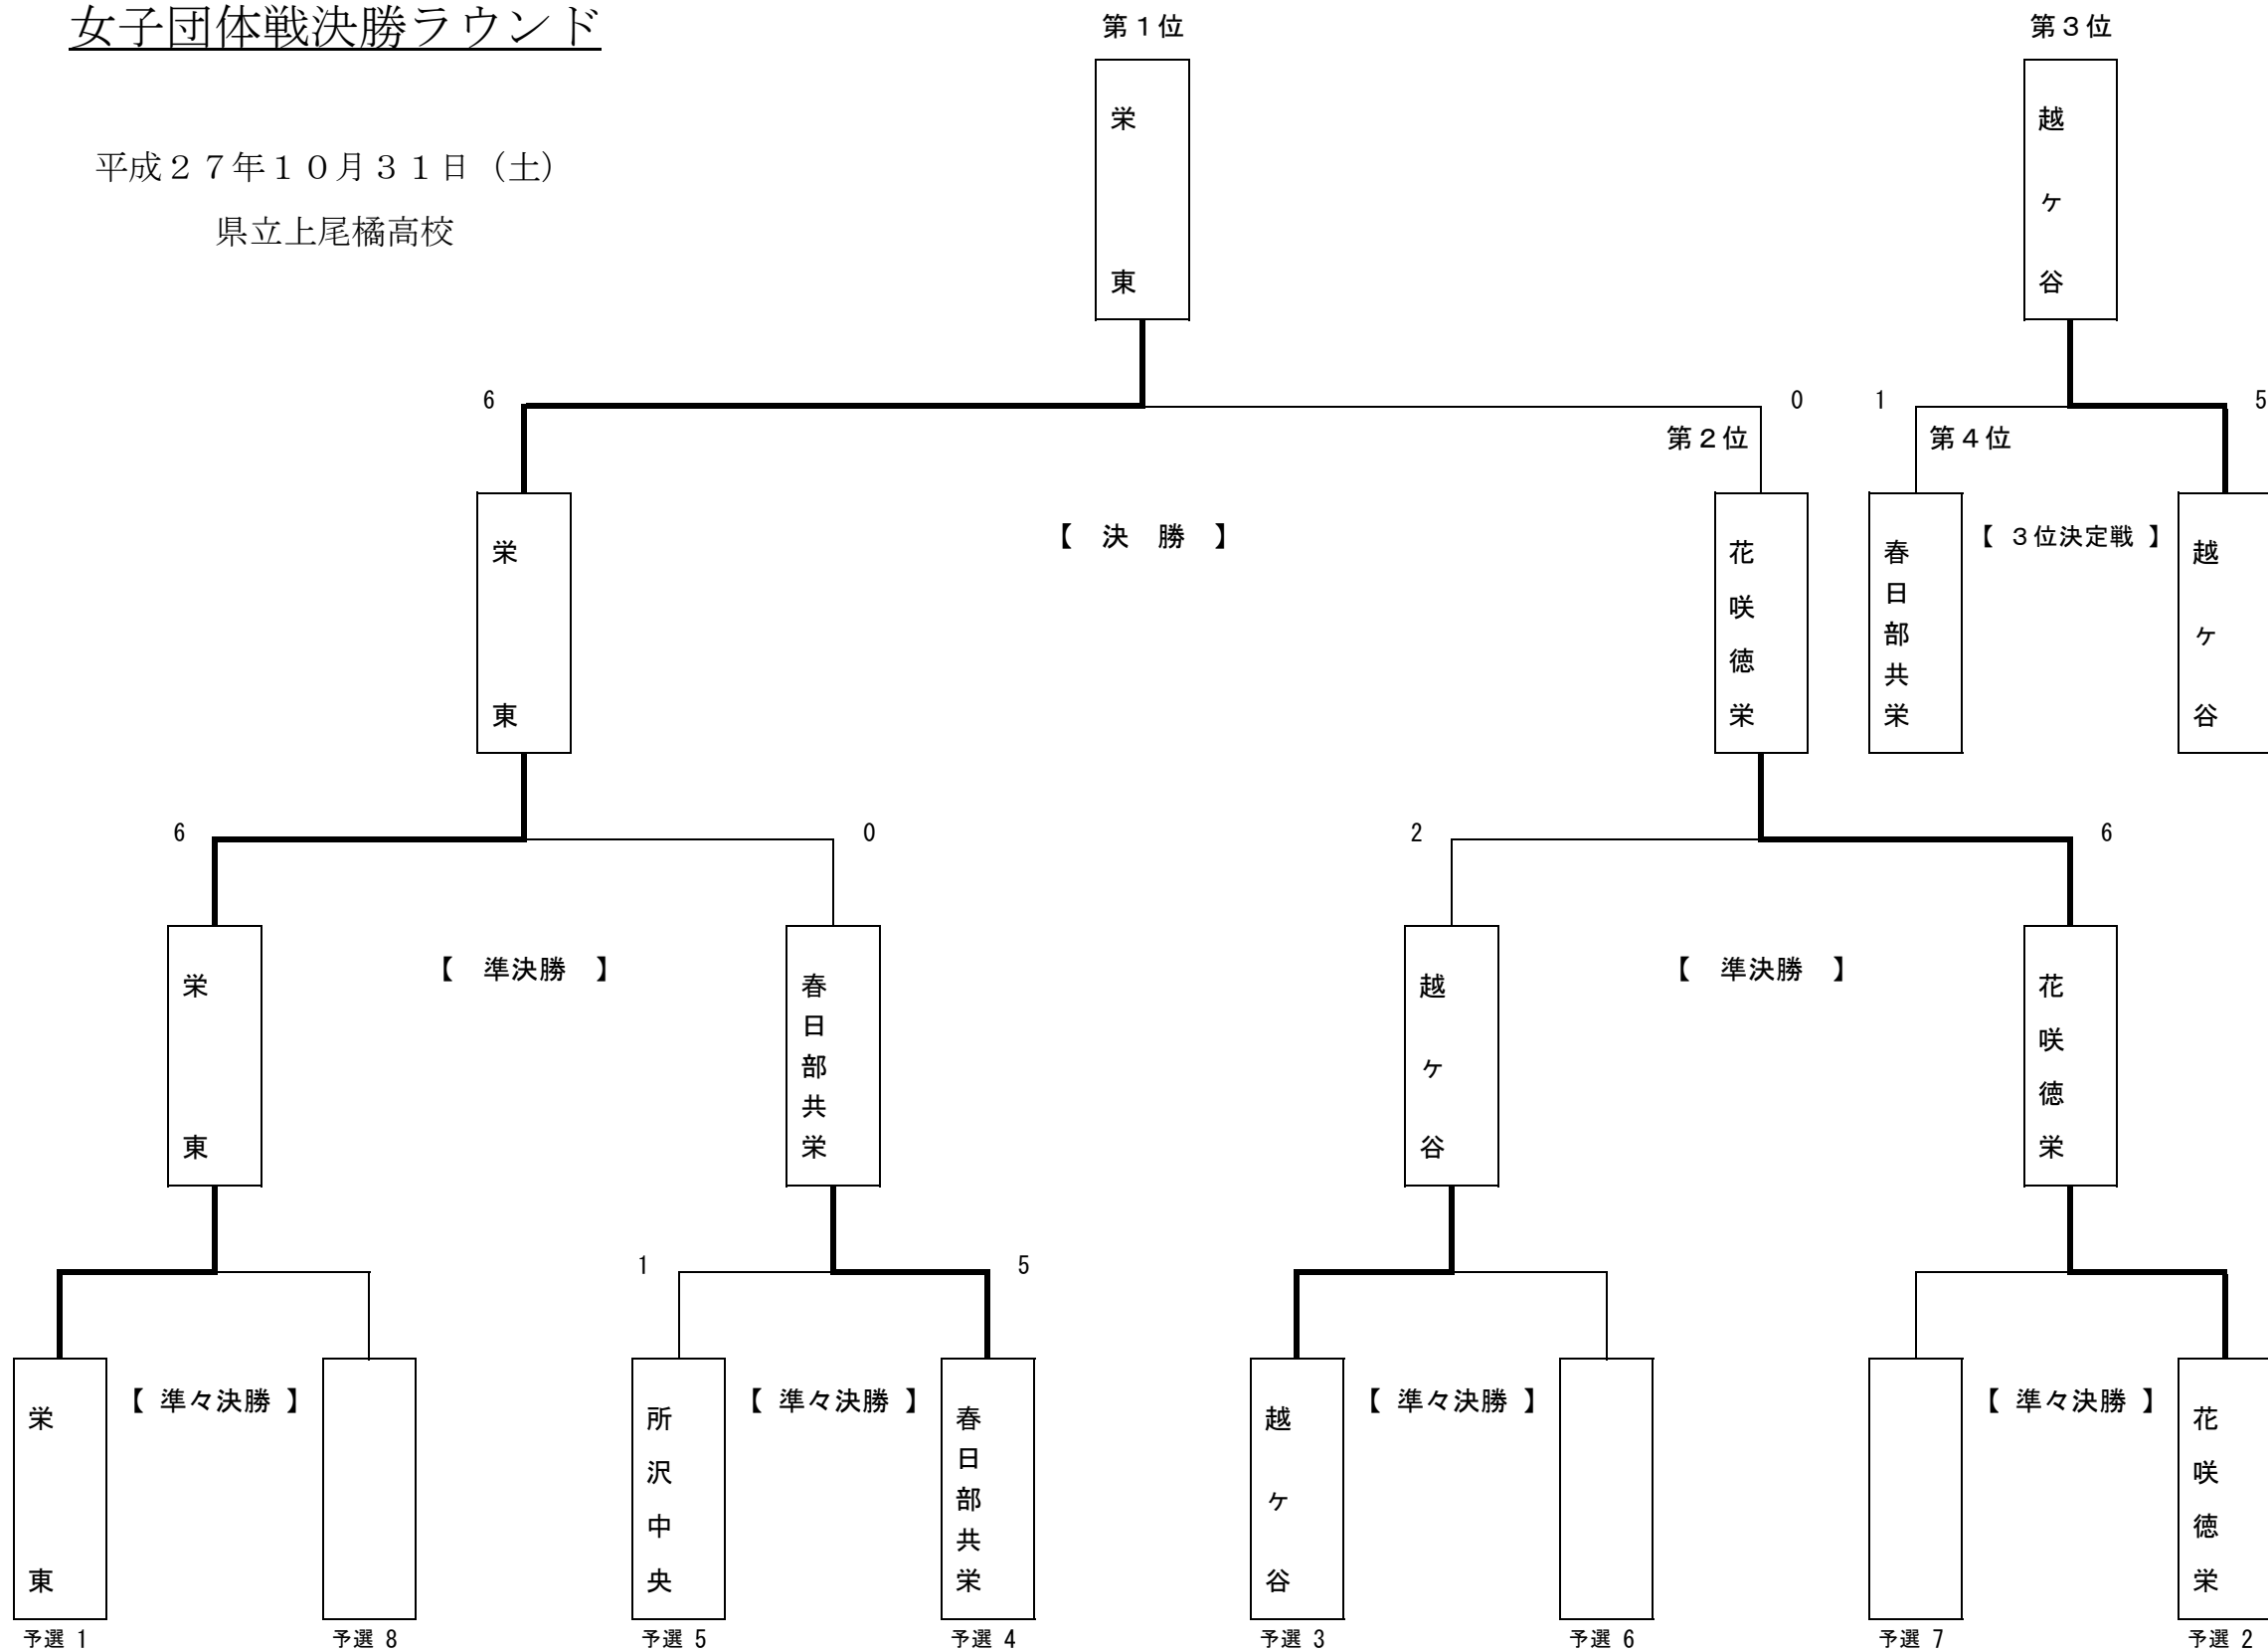 女子団体戦決勝ラウンド
第１位
第３位
平成２７年１０月３１日（土）
県立上尾橘高校
栄東
越ヶ谷
6
0
1
5
第２位
第４位
栄東
【　決　勝　】
花咲徳栄
春日部共栄
【 ３位決定戦 】
越ヶ谷
6
0
2
6
栄東
【　準決勝　】
春日部共栄
越ヶ谷
【　準決勝　】
花咲徳栄
1
5
栄東
【 準々決勝 】
所沢中央
【 準々決勝 】
春日部共栄
越ヶ谷
【 準々決勝 】
【 準々決勝 】
花咲徳栄
予選 1
予選 8
予選 5
予選 4
予選 3
予選 6
予選 7
予選 2